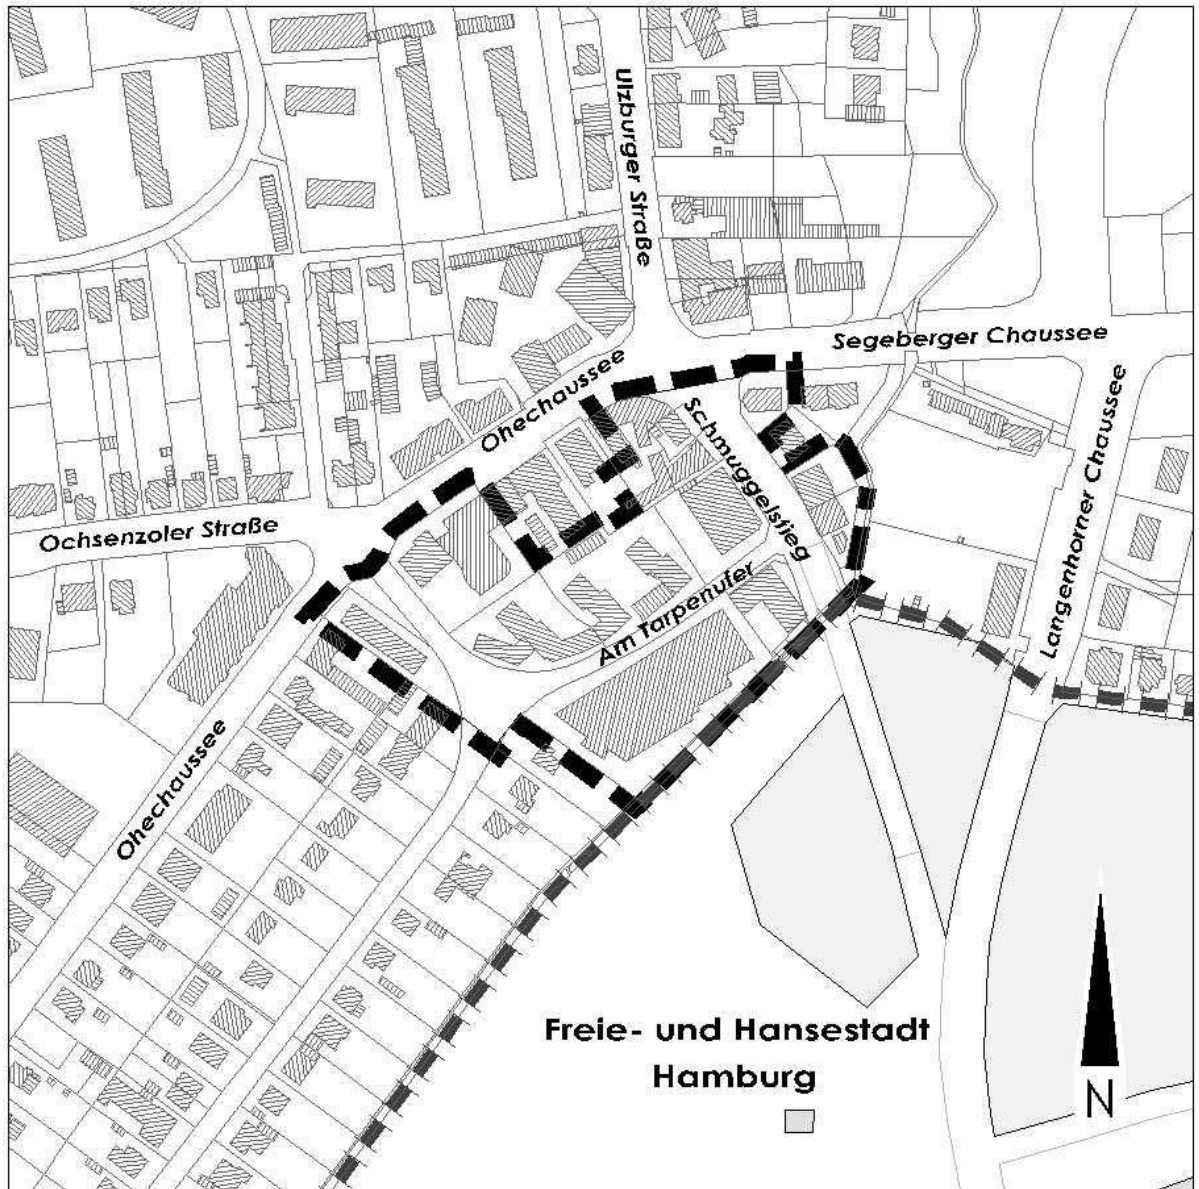 Ulzburger Straße
Segeberger Chaussee
Ohechaussee
Schmuggelstieg
Langenhorner Chaussee
Ochsenzoler Straße
Am Tarpenufer
Ohechaussee
Freie- und Hansestadt
Hamburg
N